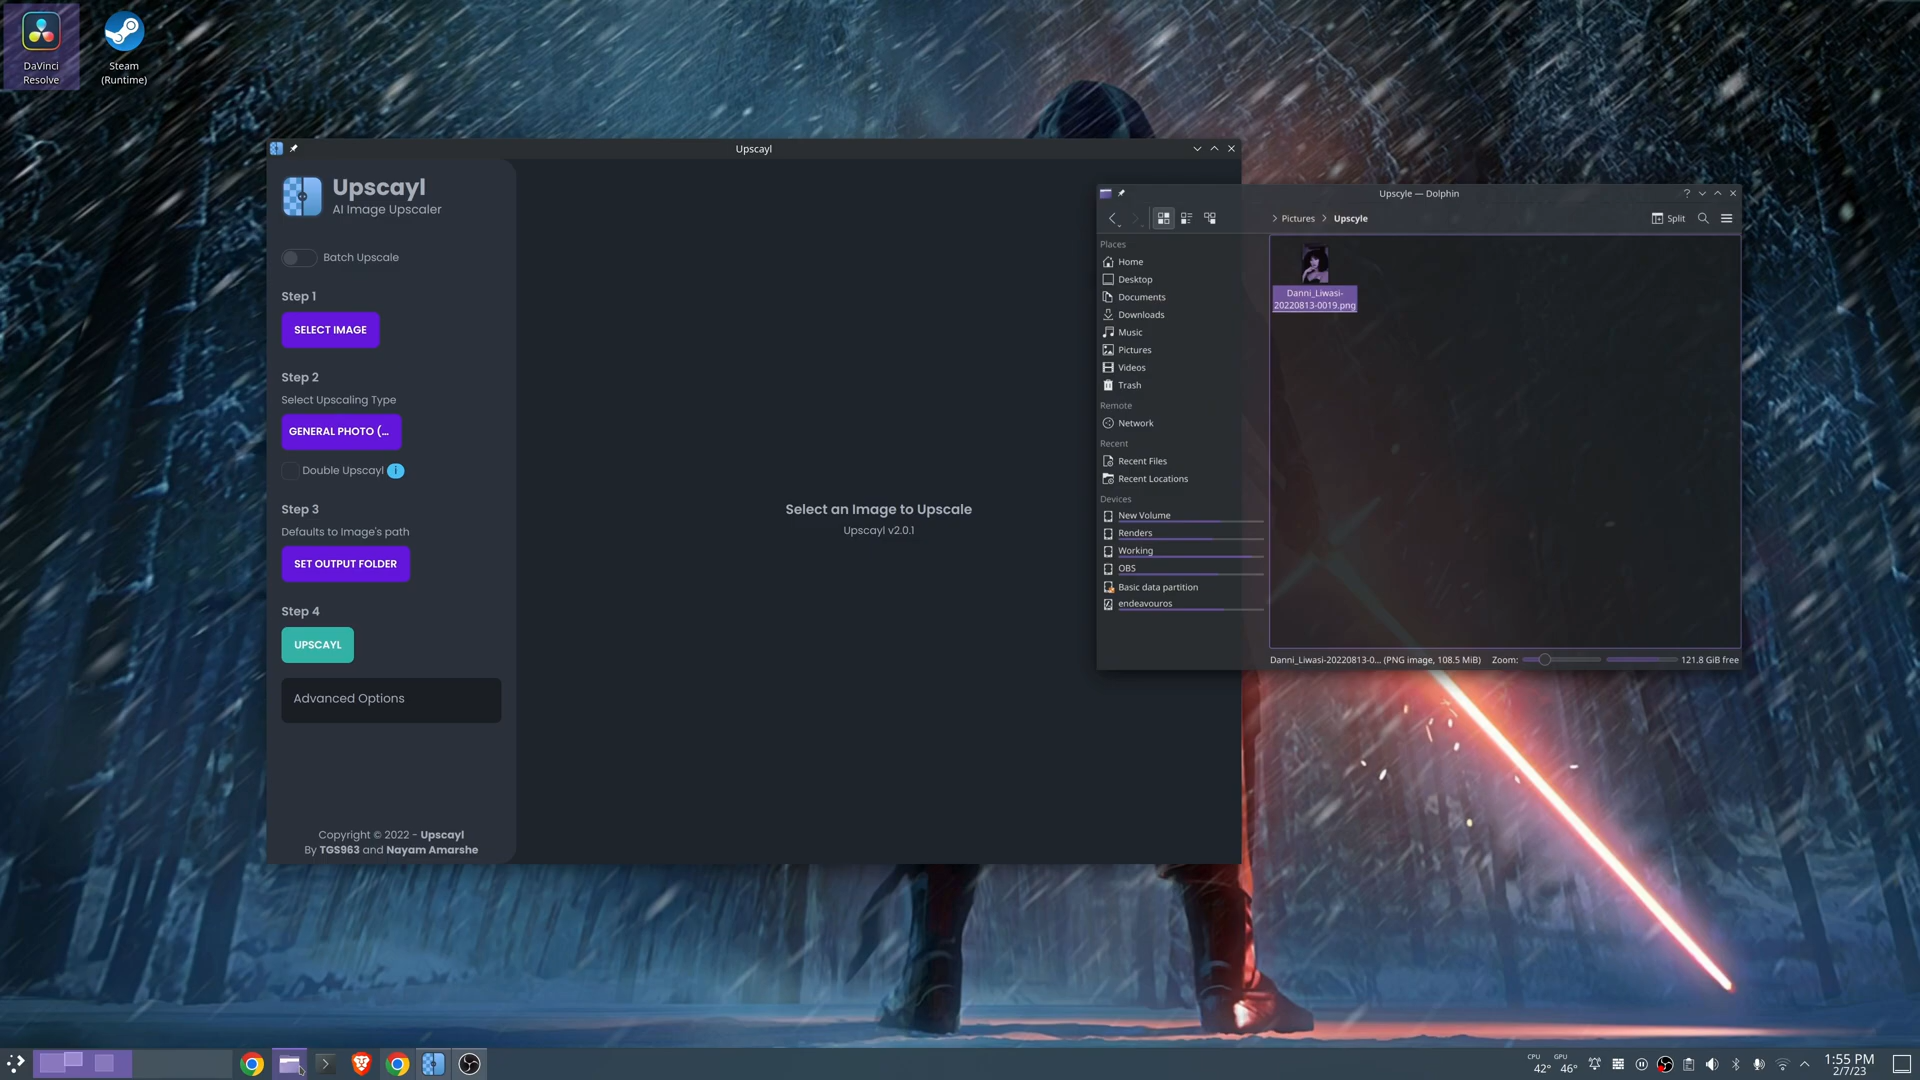 DaVinci
Resolve
Steam
(Runtime)
Upscayl
Upscayl
AI Image Upscaler
Batch Upscale
Step 1
SELECT IMAGE
Step 2
Select Upscaling Type
GENERAL PHOTO (...
Double Upscayl i
Step 3
Defaults to Image's path
SET OUTPUT FOLDER
Step 4
UPSCAYL
Advanced Options
Copyright © 2022 - Upscayl
By TGS963 and Nayam Amarshe
Select an Image to Upscale
Upscayl v2.0.1
Upscyle — Dolphin
Pictures > Upscyle
Split
Places
Home
Desktop
Documents
Downloads
Music
Pictures
Videos
Trash
Remote
Network
Recent
Recent Files
Recent Locations
Devices
New Volume
Renders
Working
OBS
Basic data partition
endeavouros
Danni_Liwasi-
20220813-0019.png
Danni_Liwasi-20220813-0... (PNG image, 108.5 MiB)
Zoom:
121.8 GiB free
CPU
42°
GPU
46°
1:55 PM
2/7/23